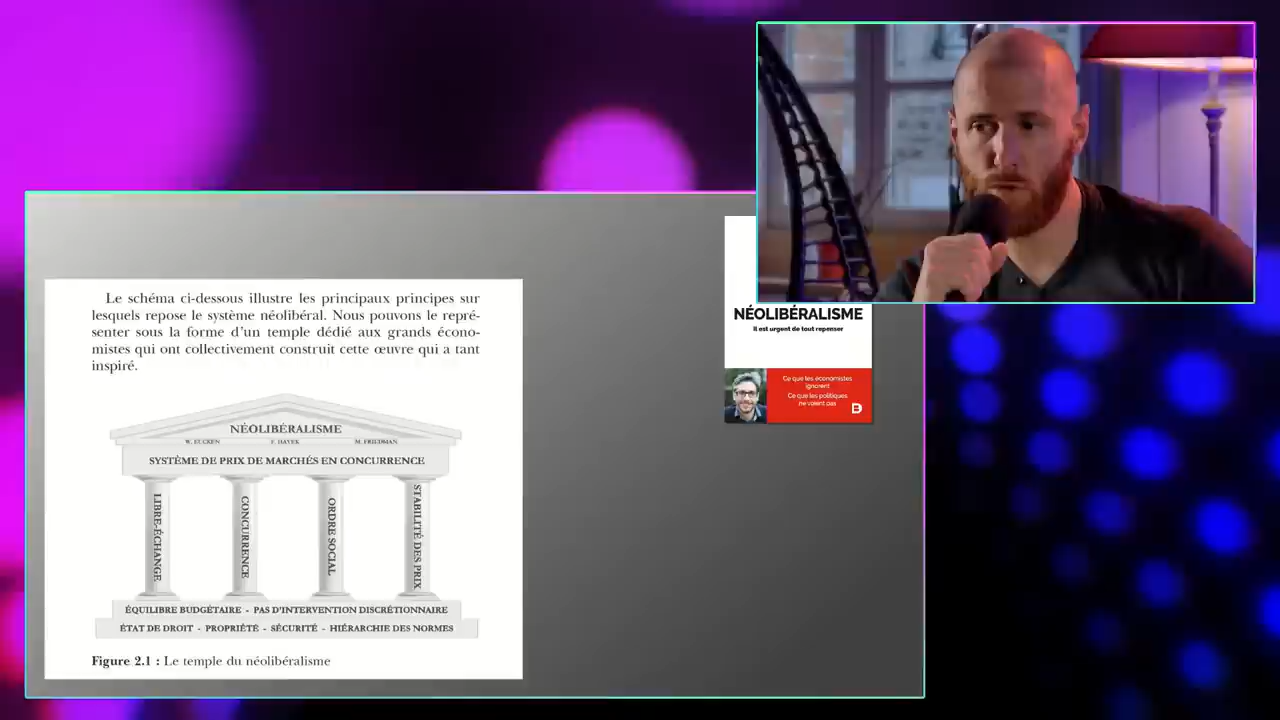 Le schéma ci-dessous illustre les principaux principes sur
lesquels repose le système néolibéral. Nous pouvons le repré-
senter sous la forme d'un temple dédié aux grands écono-
mistes qui ont collectivement construit cette œuvre qui a tant
inspiré.
NÉOLIBÉRALISME
W. EUCKEN F. HAYEK M. FRIEDMAN
SYSTÈME DE PRIX DE MARCHÉS EN CONCURRENCE
LIBRE-ÉCHANGE
CONCURRENCE
ORDRE SOCIAL
STABILITÉ DES PRIX
ÉQUILIBRE BUDGÉTAIRE - PAS D'INTERVENTION DISCRÉTIONNAIRE
ÉTAT DE DROIT - PROPRIÉTÉ - SÉCURITÉ - HIÉRARCHIE DES NORMES
Figure 2.1 : Le temple du néolibéralisme
NÉOLIBÉRALISME
Il est urgent de tout repenser
Ce que les économistes
ignorent
Ce que les politiques
ne voient pas